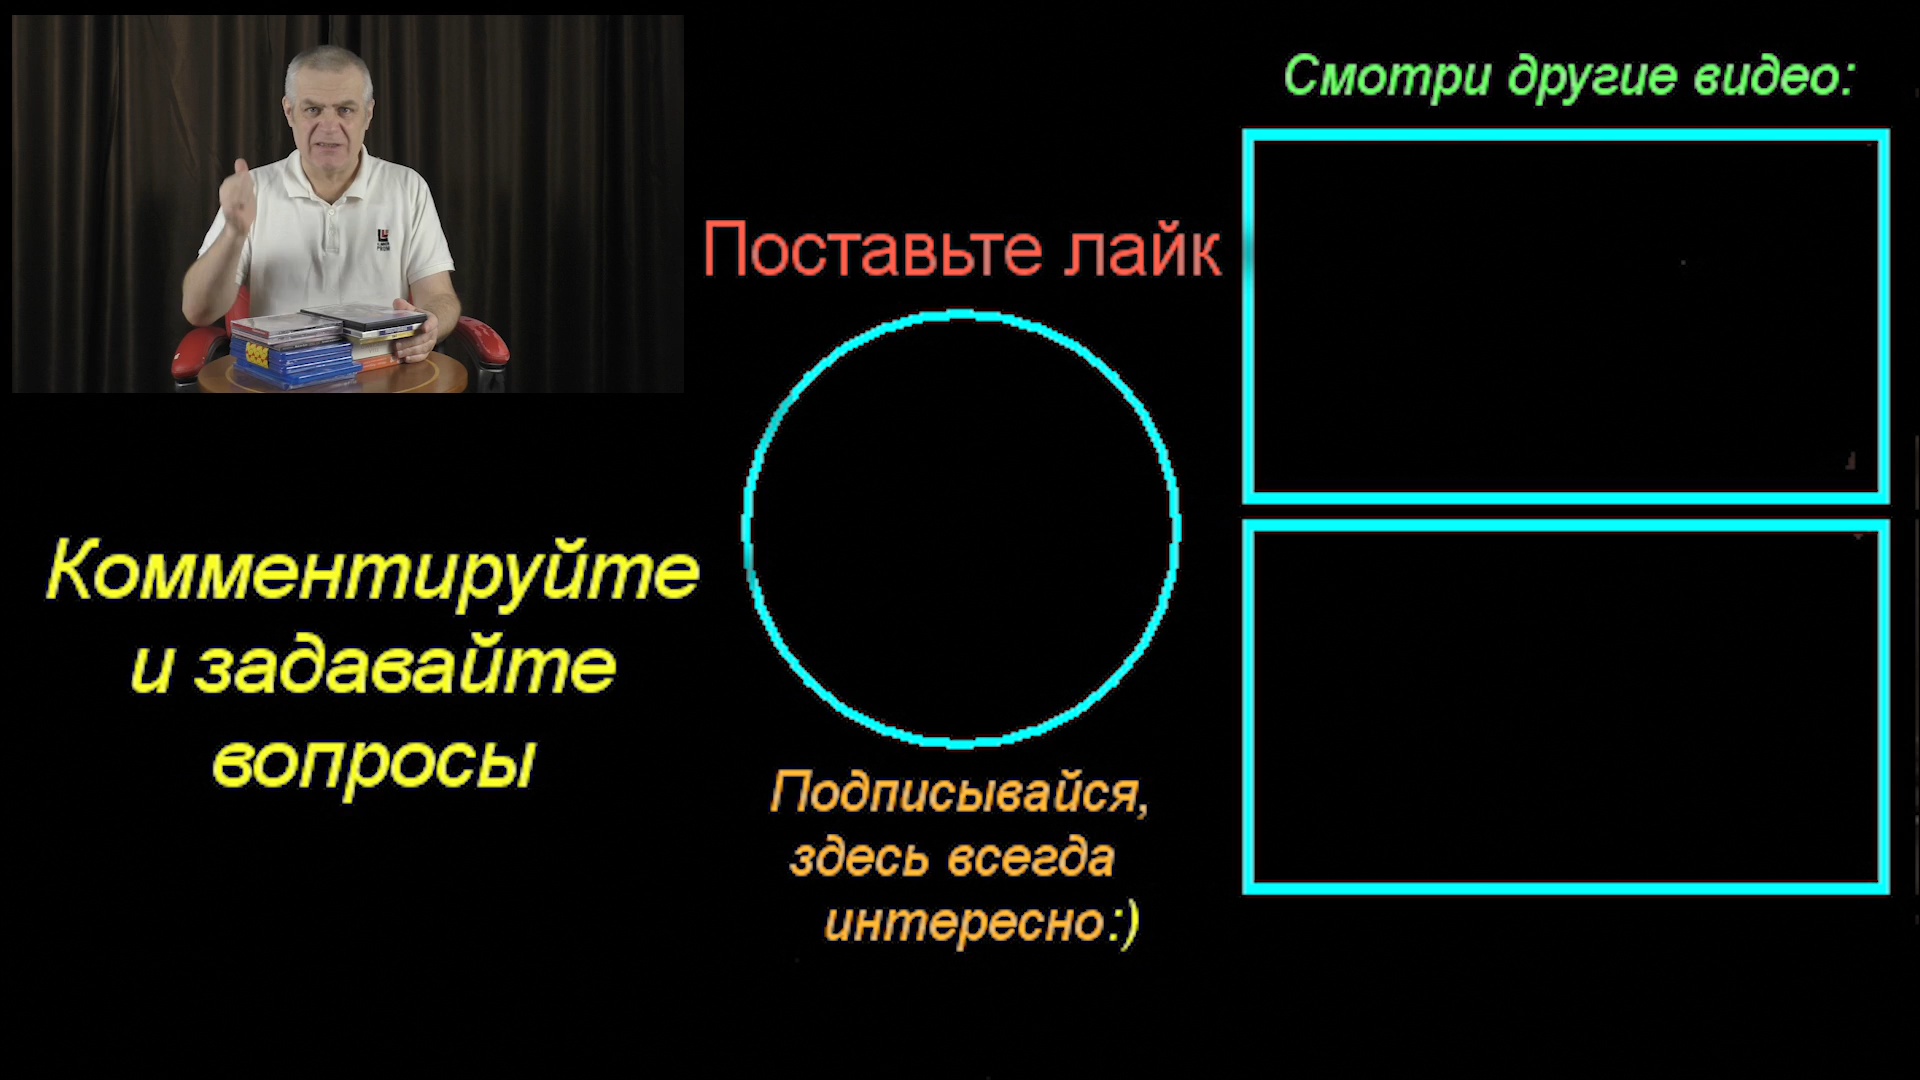 Смотри другие видео:
Поставьте лайк
Комментируйте
и задавайте
вопросы
Подписывайся,
здесь всегда
интересно:)